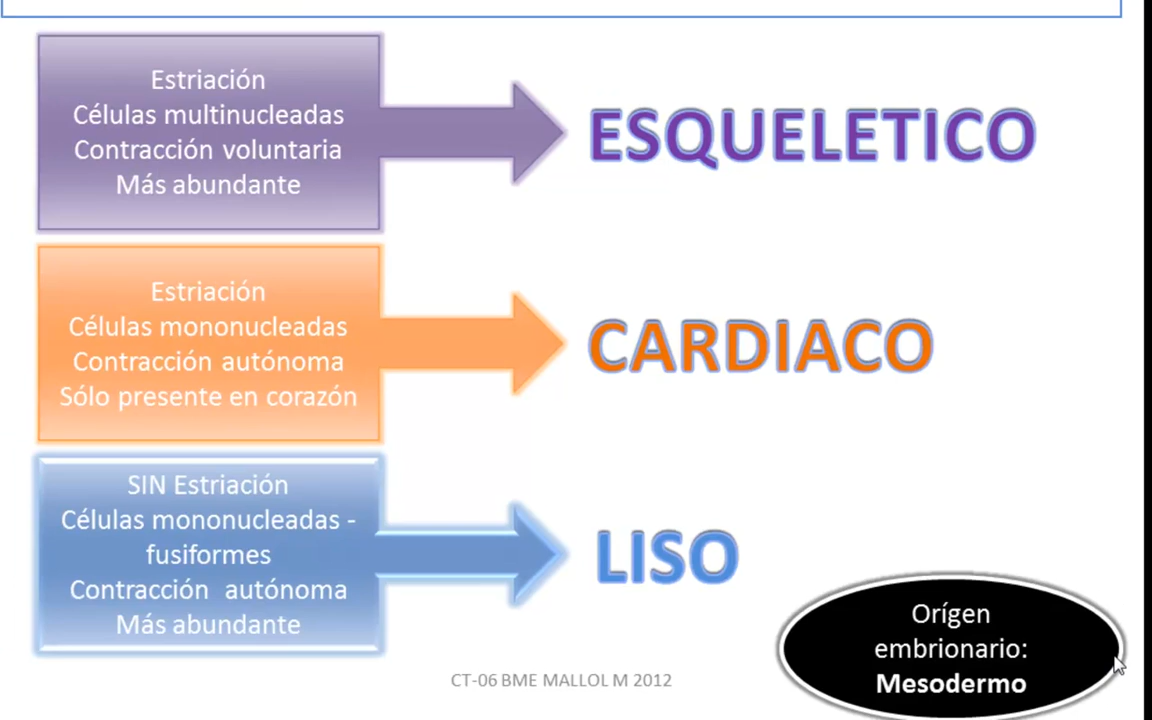 Estriación
Células multinucleadas
Contracción voluntaria
Más abundante
ESQUELETICO
Estriación
Células mononucleadas
Contracción autónoma
Sólo presente en corazón
CARDIACO
SIN Estriación
Células mononucleadas -
fusiformes
Contracción autónoma
Más abundante
LISO
Orígen
embrionario:
Mesodermo
CT-06 BME MALLOL M 2012